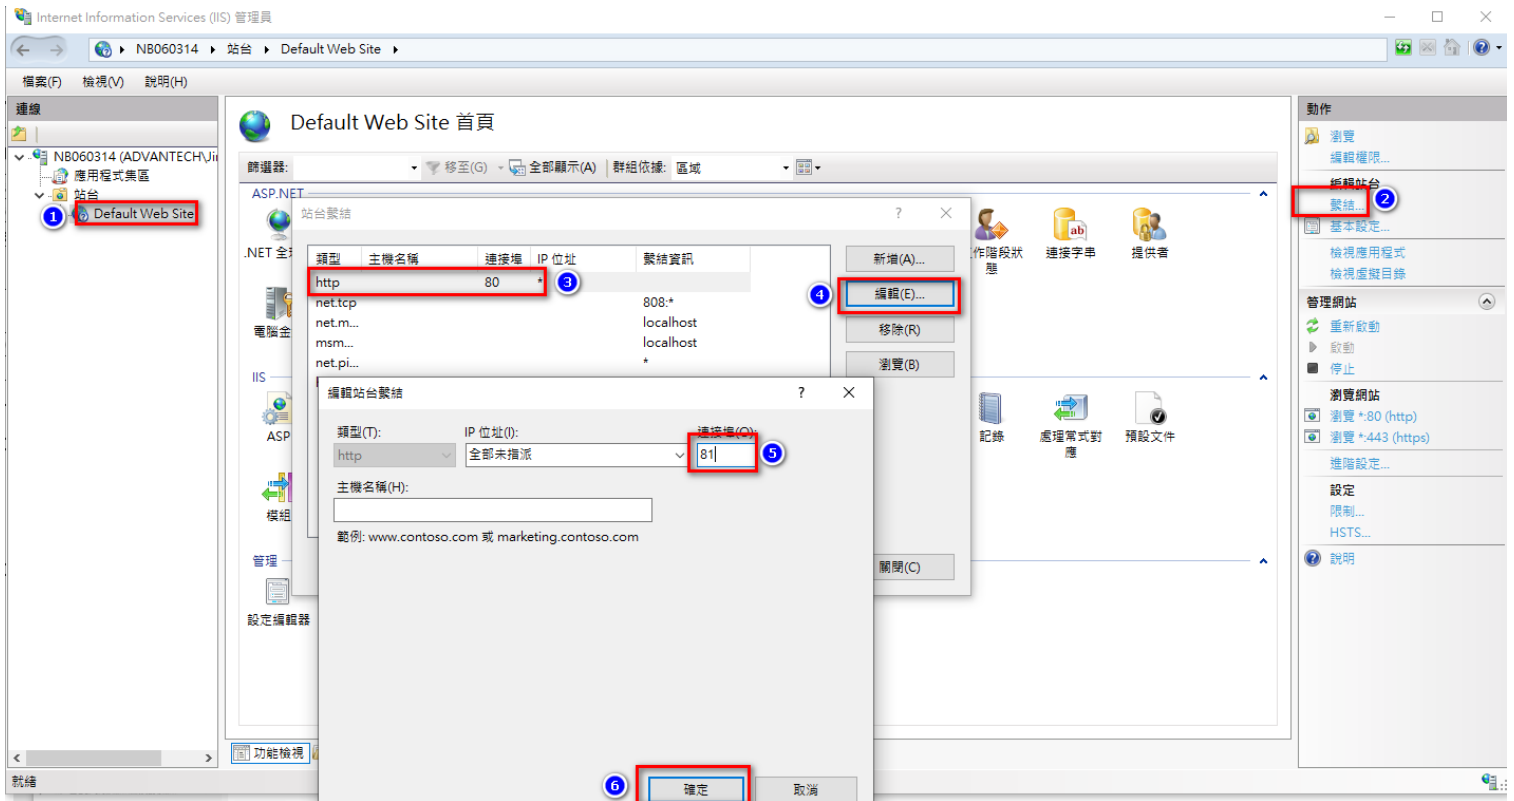 Internet Information Services (IIS) 管理員
NB060314 站台 Default Web Site
檔案(F) 檢視(V) 說明(H)
連線
NB060314 (ADVANTECH\Ji
應用程式集區
站台
1 Default Web Site
Default Web Site 首頁
篩選器: 移至(G) 全部顯示(A) 群組依據: 區域
ASP.NET
.NET 全
電腦金
作階段狀
態
連接字串
提供者
IIS
ASP
模組
記錄
處理常式對
應
預設文件
管理
設定編輯器
站台繫結 ?
類型 主機名稱 連接埠 IP 位址 繫結資訊
http 80 * 3
net.tcp 808:*
net.m... localhost
msm... localhost
net.pi... *
新增(A)...
4 編輯(E)...
移除(R)
瀏覽(B)
關閉(C)
編輯站台繫結 ?
類型(T): IP 位址(I): 連接埠(O):
http 全部未指派 81 5
主機名稱(H):
範例: www.contoso.com 或 marketing.contoso.com
6 確定 取消
動作
瀏覽
編輯權限...
編輯站台
繫結... 2
基本設定...
檢視應用程式
檢視虛擬目錄
管理網站
重新啟動
啟動
停止
瀏覽網站
瀏覽 *:80 (http)
瀏覽 *:443 (https)
進階設定...
設定
限制...
HSTS...
說明
功能檢視
就緒